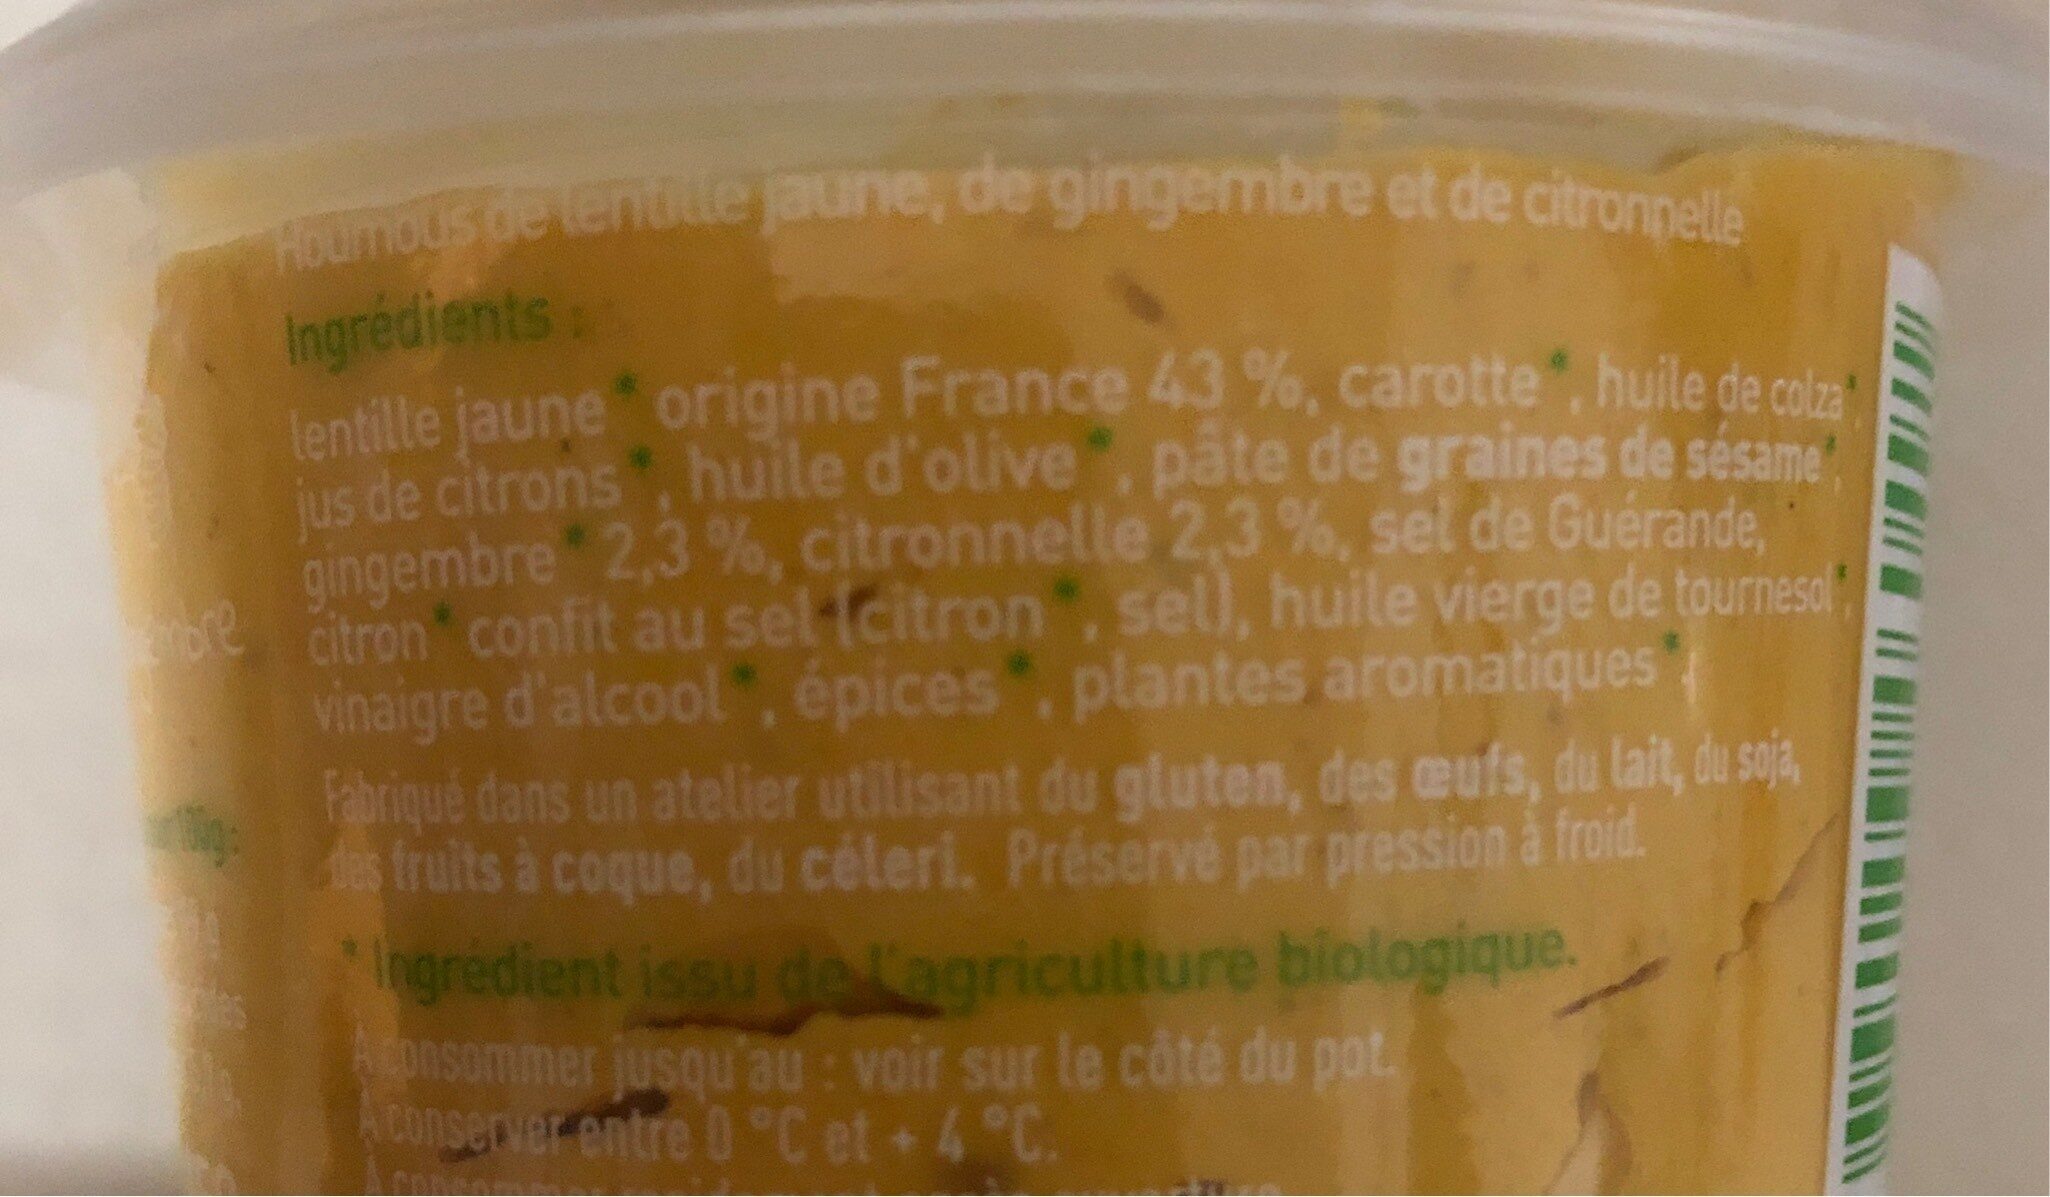 Houmous de lentille jaune, de gingembre et de citronnelle
Ingrédients :
lentille jaune* origine France 43 %, carotte*, huile de colza*,
jus de citrons*, huile d'olive*, pâte de graines de sésame*,
gingembre* 2,3 %, citronnelle 2,3 %, sel de Guérande,
citron* confit au sel (citron*, sel), huile vierge de tournesol*,
vinaigre d'alcool*, épices*, plantes aromatiques*.
Fabriqué dans un atelier utilisant du gluten, des œufs, du lait, du soja,
des fruits à coque, du céleri. Préservé par pression à froid.
* Ingrédient issu de l'agriculture biologique.
À consommer jusqu'au : voir sur le côté du pot.
À conserver entre 0 °C et + 4 °C.